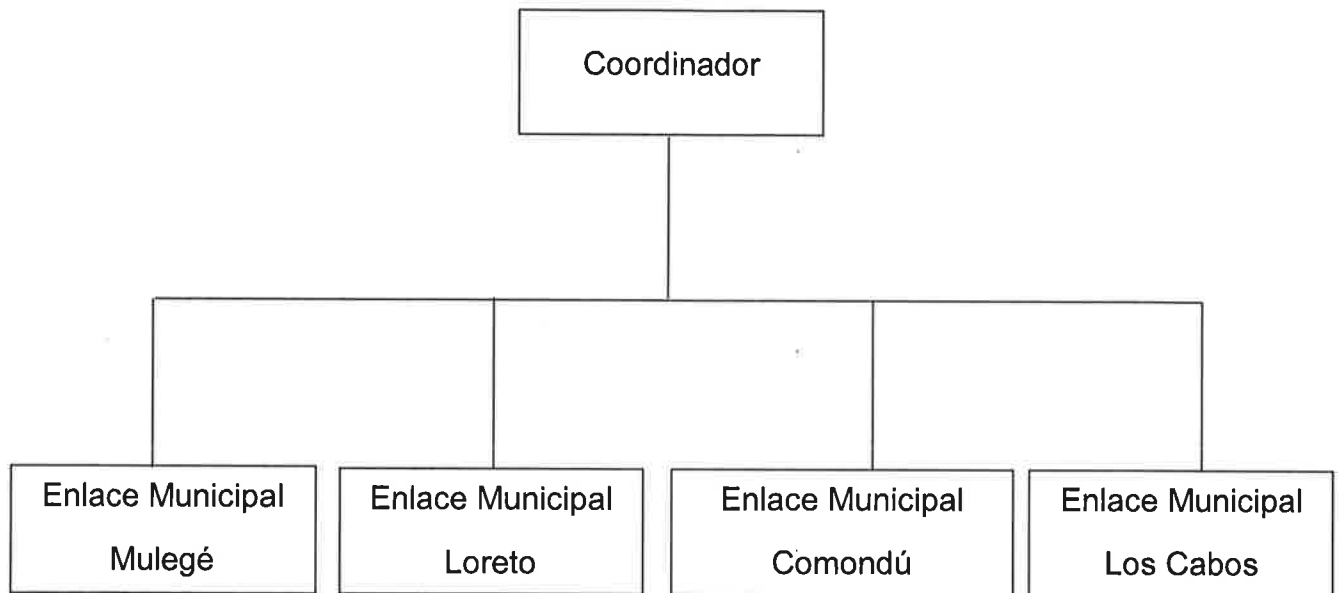 Coordinador
Enlace Municipal
Mulegé
Enlace Municipal
Loreto
Enlace Municipal
Comondú
Enlace Municipal
Los Cabos